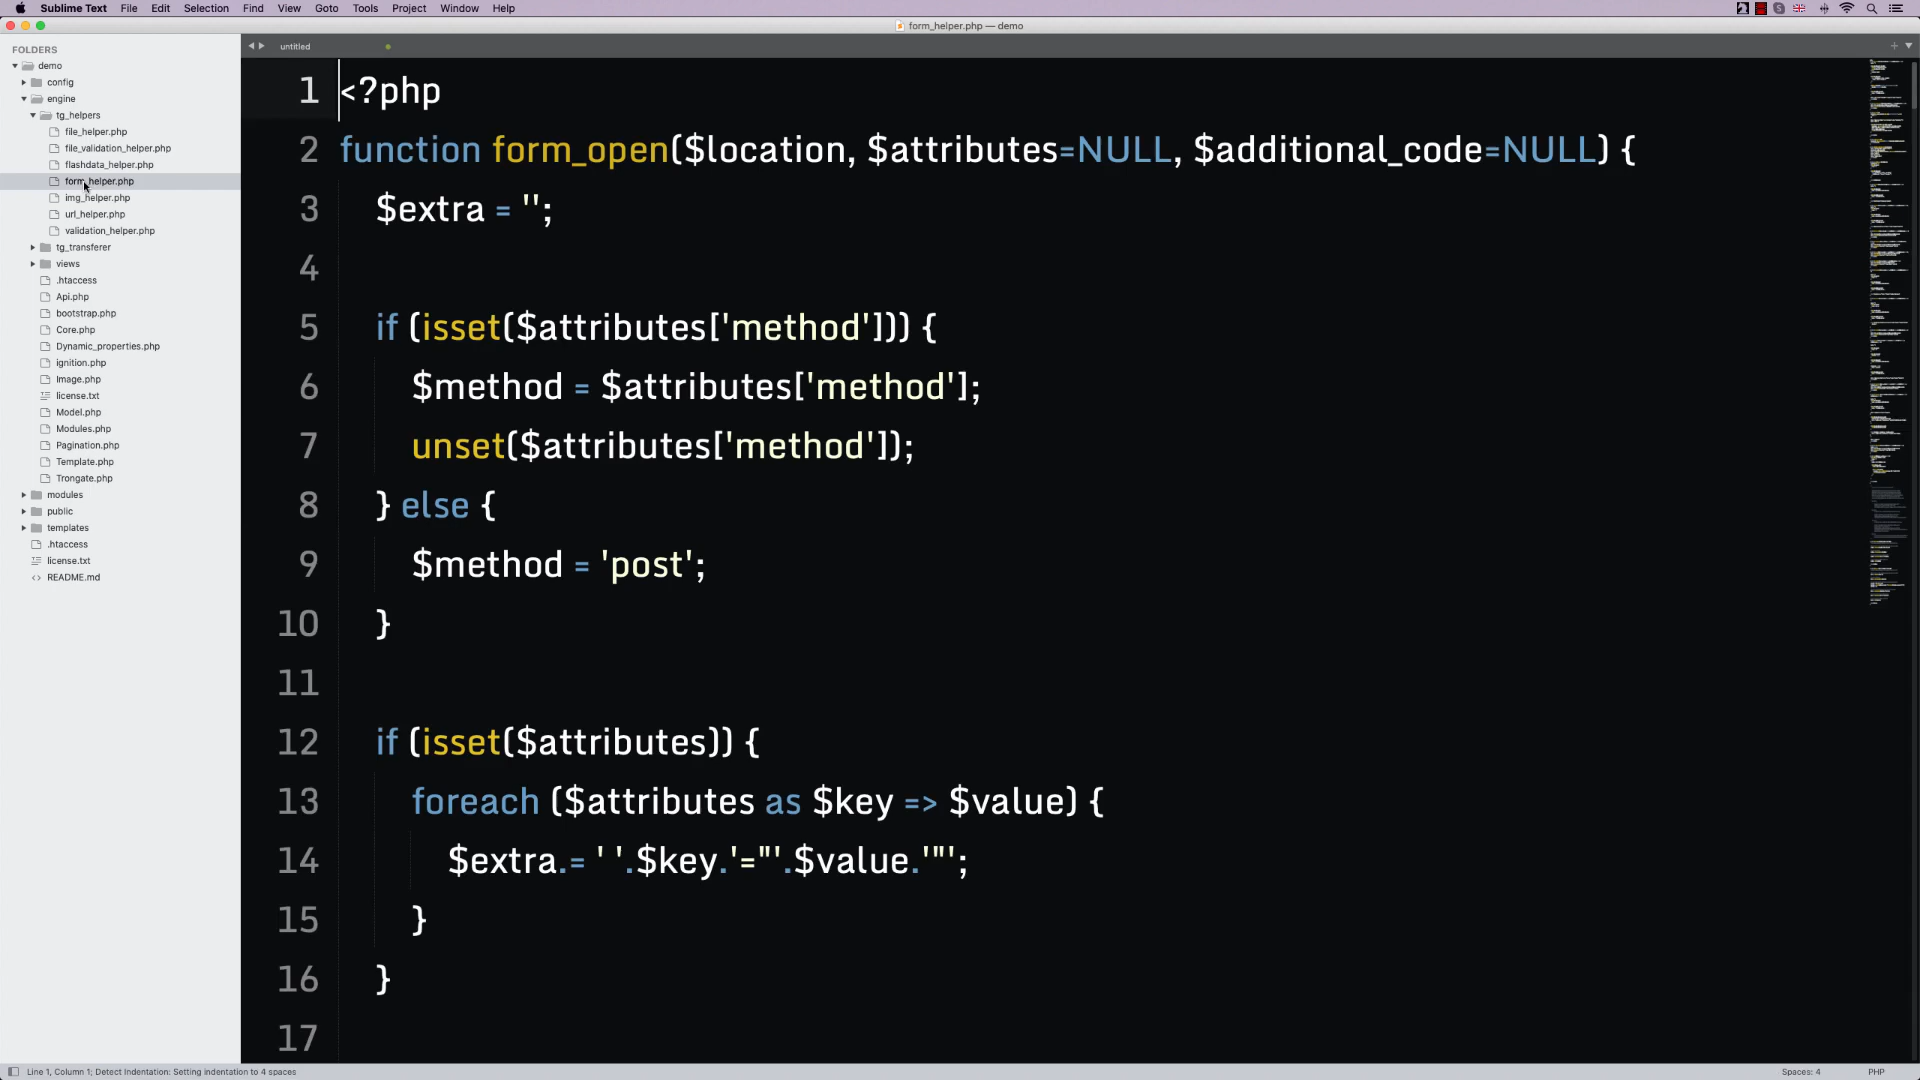 Sublime Text File Edit Selection Find View Goto Tools Project Window Help
form_helper.php — demo
FOLDERS
demo
config
engine
tg_helpers
file_helper.php
file_validation_helper.php
flashdata_helper.php
form_helper.php
img_helper.php
url_helper.php
validation_helper.php
tg_transferer
views
.htaccess
Api.php
bootstrap.php
Core.php
Dynamic_properties.php
ignition.php
Image.php
license.txt
Model.php
Modules.php
Pagination.php
Template.php
Trongate.php
modules
public
templates
.htaccess
license.txt
README.md
untitled
1 <?php
2 function form_open($location, $attributes=NULL, $additional_code=NULL) {
3 $extra = '';
4
5 if (isset($attributes['method'])) {
6 $method = $attributes['method'];
7 unset($attributes['method']);
8 } else {
9 $method = 'post';
10 }
11
12 if (isset($attributes)) {
13 foreach ($attributes as $key => $value) {
14 $extra.= ' '.$key.'="'.$value.'"';
15 }
16 }
17
Line 1, Column 1; Detect Indentation: Setting indentation to 4 spaces
Spaces: 4 PHP